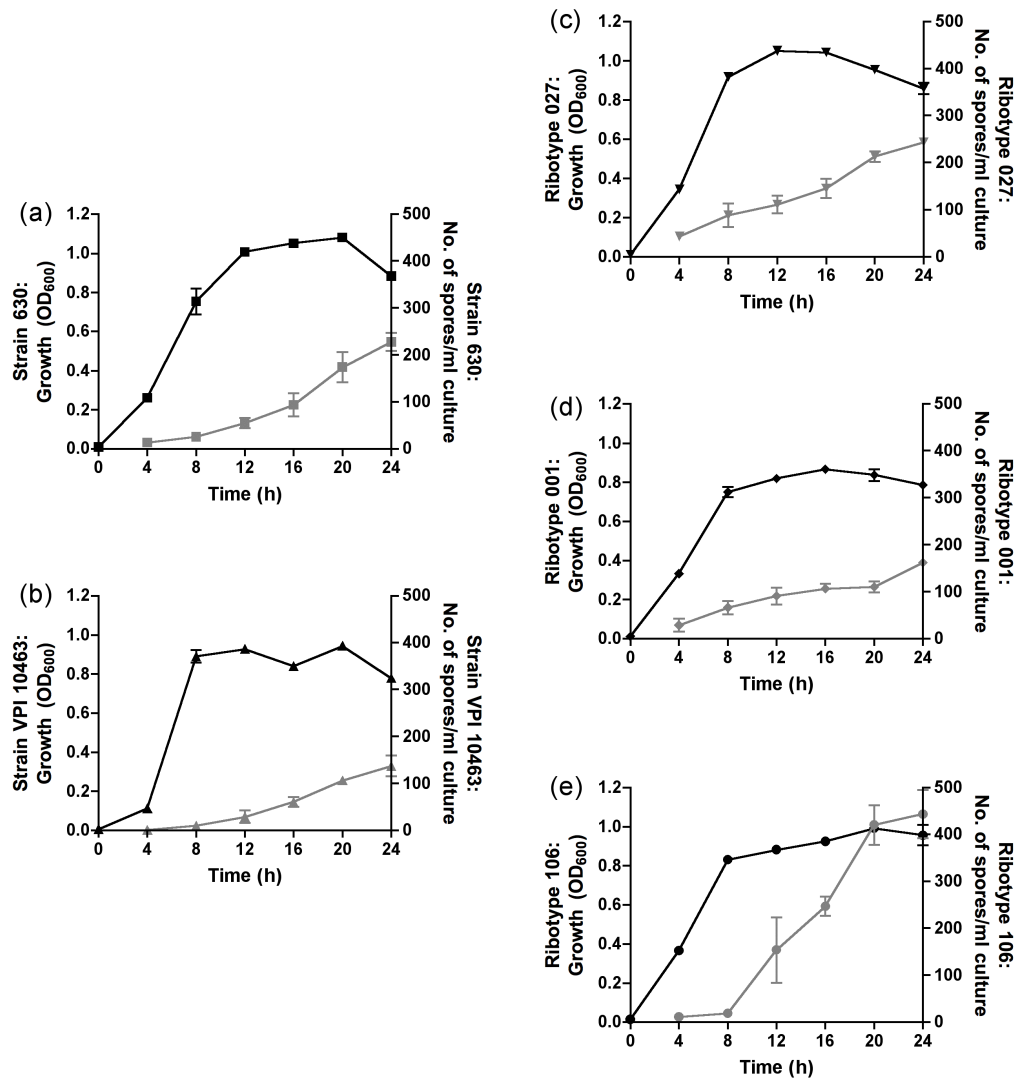 (a)
Strain 630:
Growth (OD600)
1.2
1.0
0.8
0.6
0.4
0.2
0.0
500
400
300
200
100
0
Strain 630:
No. of spores/ml culture
0 4 8 12 16 20 24
Time (h)
(b)
Strain VPI 10463:
Growth (OD600)
1.2
1.0
0.8
0.6
0.4
0.2
0.0
500
400
300
200
100
0
Strain VPI 10463:
No. of spores/ml culture
0 4 8 12 16 20 24
Time (h)
(c)
Ribotype 027:
Growth (OD600)
1.2
1.0
0.8
0.6
0.4
0.2
0.0
500
400
300
200
100
0
Ribotype 027:
No. of spores/ml culture
0 4 8 12 16 20 24
Time (h)
(d)
Ribotype 001:
Growth (OD600)
1.2
1.0
0.8
0.6
0.4
0.2
0.0
500
400
300
200
100
0
Ribotype 001:
No. of spores/ml culture
0 4 8 12 16 20 24
Time (h)
(e)
Ribotype 106:
Growth (OD600)
1.2
1.0
0.8
0.6
0.4
0.2
0.0
500
400
300
200
100
0
Ribotype 106:
No. of spores/ml culture
0 4 8 12 16 20 24
Time (h)